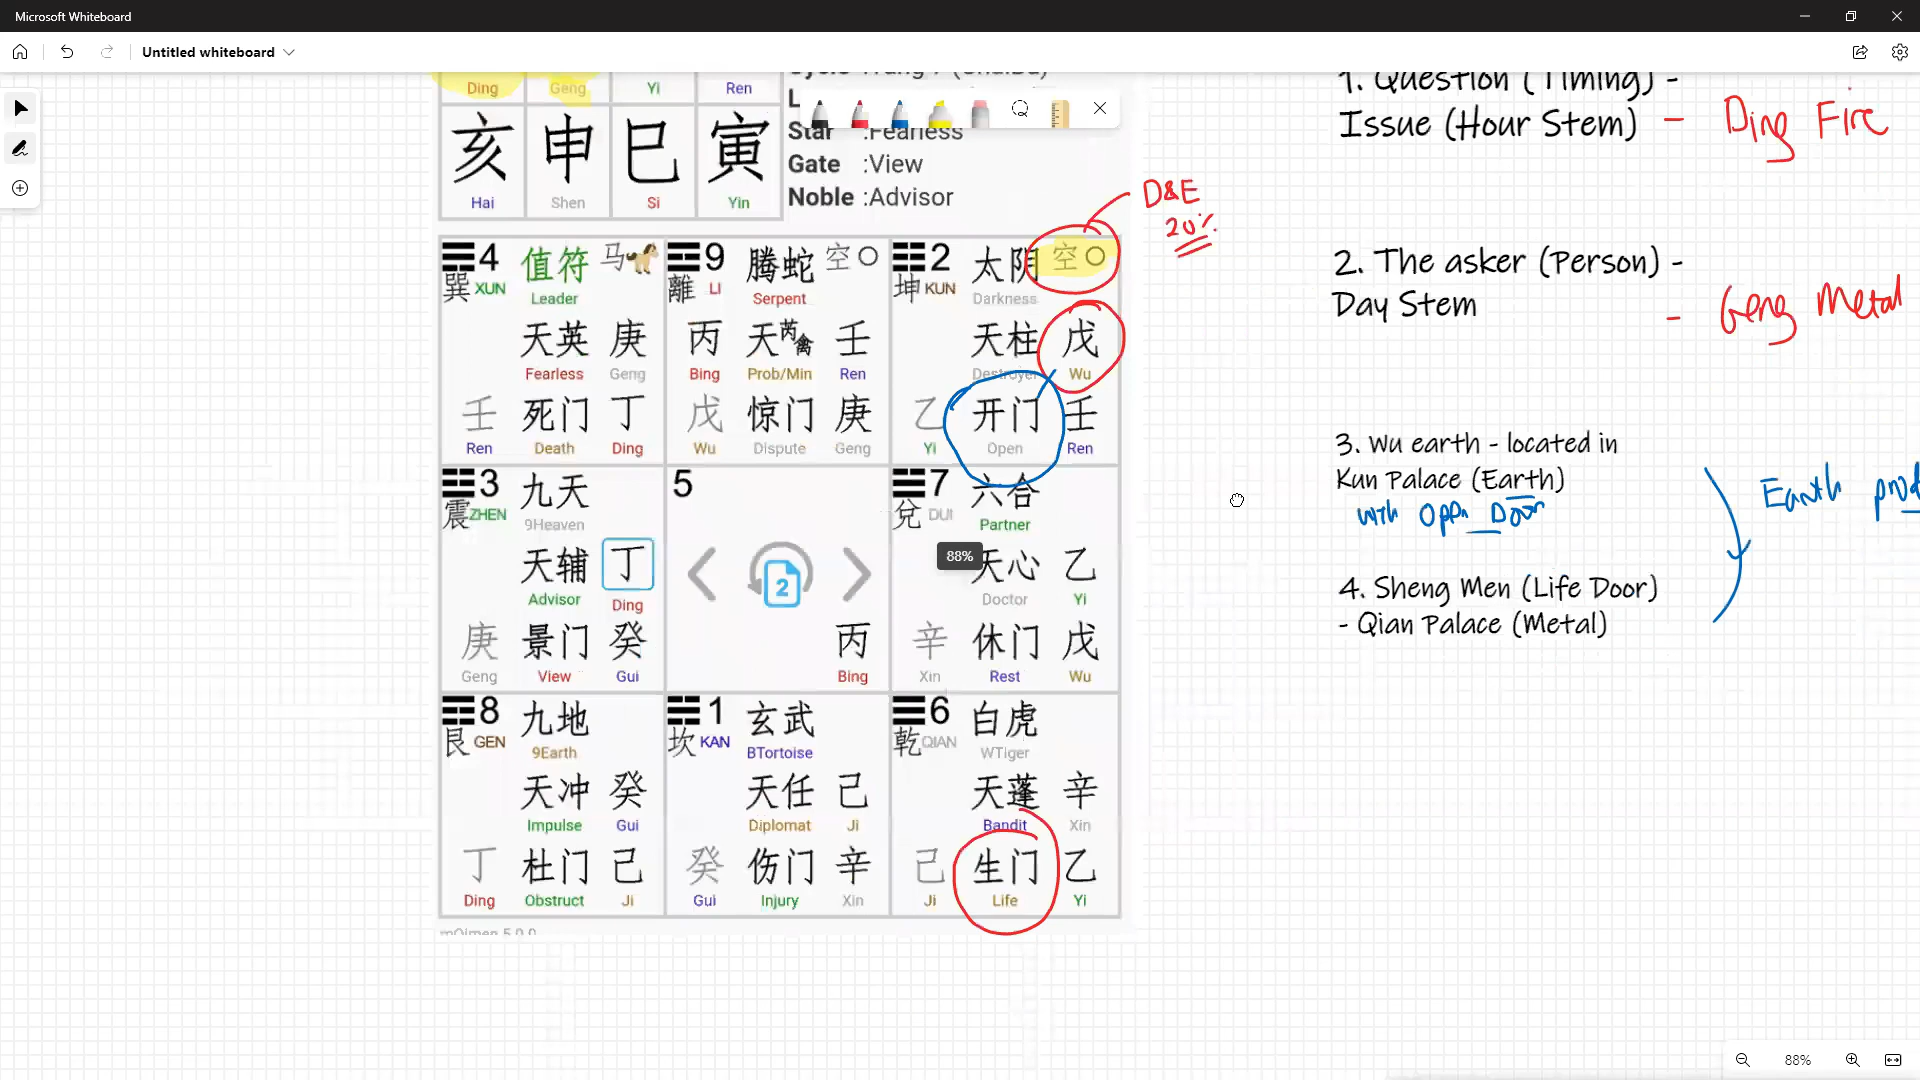 Microsoft Whiteboard
Untitled whiteboard
Ding Geng Yi Ren
亥 申 巳 寅
Hai Shen Si Yin
Star :Fearless
Gate :View
Noble :Advisor
4 值符 马
巽 XUN Leader
天英 庚
Fearless Geng
壬 死门 丁
Ren Death Ding
9 腾蛇 空
離 LI Serpent
丙 天芮禽 壬
Bing Prob/Min Ren
戊 惊门 庚
Wu Dispute Geng
2 太阴 空
坤 KUN Darkness
天柱 戊
Destroyer Wu
乙 开门 壬
Yi Open Ren
3 九天
震 ZHEN 9Heaven
天辅 丁
Advisor Ding
庚 景门 癸
Geng View Gui
5
2
丙
Bing
7 六合
兌 DUI Partner
88%
天心 乙
Doctor Yi
辛 休门 戊
Xin Rest Wu
8 九地
艮 GEN 9Earth
天冲 癸
Impulse Gui
丁 杜门 己
Ding Obstruct Ji
1 玄武
坎 KAN BTortoise
天任 己
Diplomat Ji
癸 伤门 辛
Gui Injury Xin
6 白虎
乾 QIAN WTiger
天蓬 辛
Bandit Xin
己 生门 乙
Ji Life Yi
D&E
20%
1. Question (Timing) -
Issue (Hour Stem) - Ding Fire
2. The asker (Person) -
Day Stem - Geng Metal
3. Wu earth - located in
Kun Palace (Earth)
with Open Door
Earth
4. Sheng Men (Life Door)
- Qian Palace (Metal)
88%